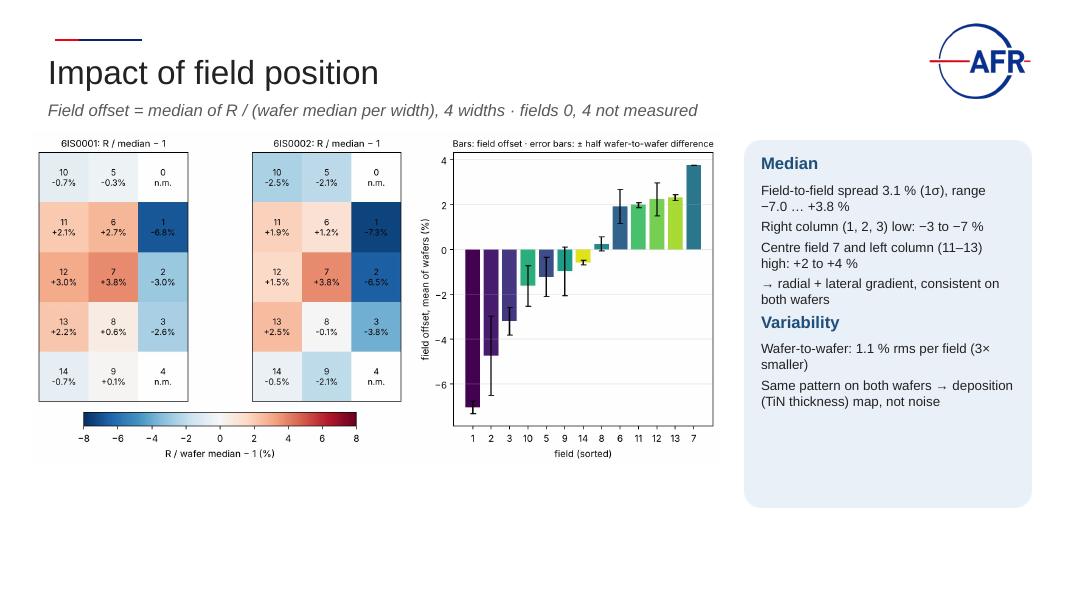 AFR
Impact of field position
Field offset = median of R / (wafer median per width), 4 widths · fields 0, 4 not measured
6IS0001: R / median − 1
10 5 0
-0.7% -0.3% n.m.
11 6 1
+2.1% +2.7% -6.8%
12 7 2
+3.0% +3.8% -3.0%
13 8 3
+2.2% +0.6% -2.6%
14 9 4
-0.7% +0.1% n.m.
6IS0002: R / median − 1
10 5 0
-2.5% -2.1% n.m.
11 6 1
+1.9% +1.2% -7.3%
12 7 2
+1.5% +3.8% -6.5%
13 8 3
+2.5% -0.1% -3.8%
14 9 4
-0.5% -2.1% n.m.
−8 −6 −4 −2 0 2 4 6 8
R / wafer median − 1 (%)
Bars: field offset · error bars: ± half wafer-to-wafer difference
field offset, mean of wafers (%)
4
2
0
−2
−4
−6
1 2 3 10 5 9 14 8 6 11 12 13 7
field (sorted)
Median
Field-to-field spread 3.1 % (1σ), range
−7.0 … +3.8 %
Right column (1, 2, 3) low: −3 to −7 %
Centre field 7 and left column (11–13)
high: +2 to +4 %
→ radial + lateral gradient, consistent on
both wafers
Variability
Wafer-to-wafer: 1.1 % rms per field (3×
smaller)
Same pattern on both wafers → deposition
(TiN thickness) map, not noise